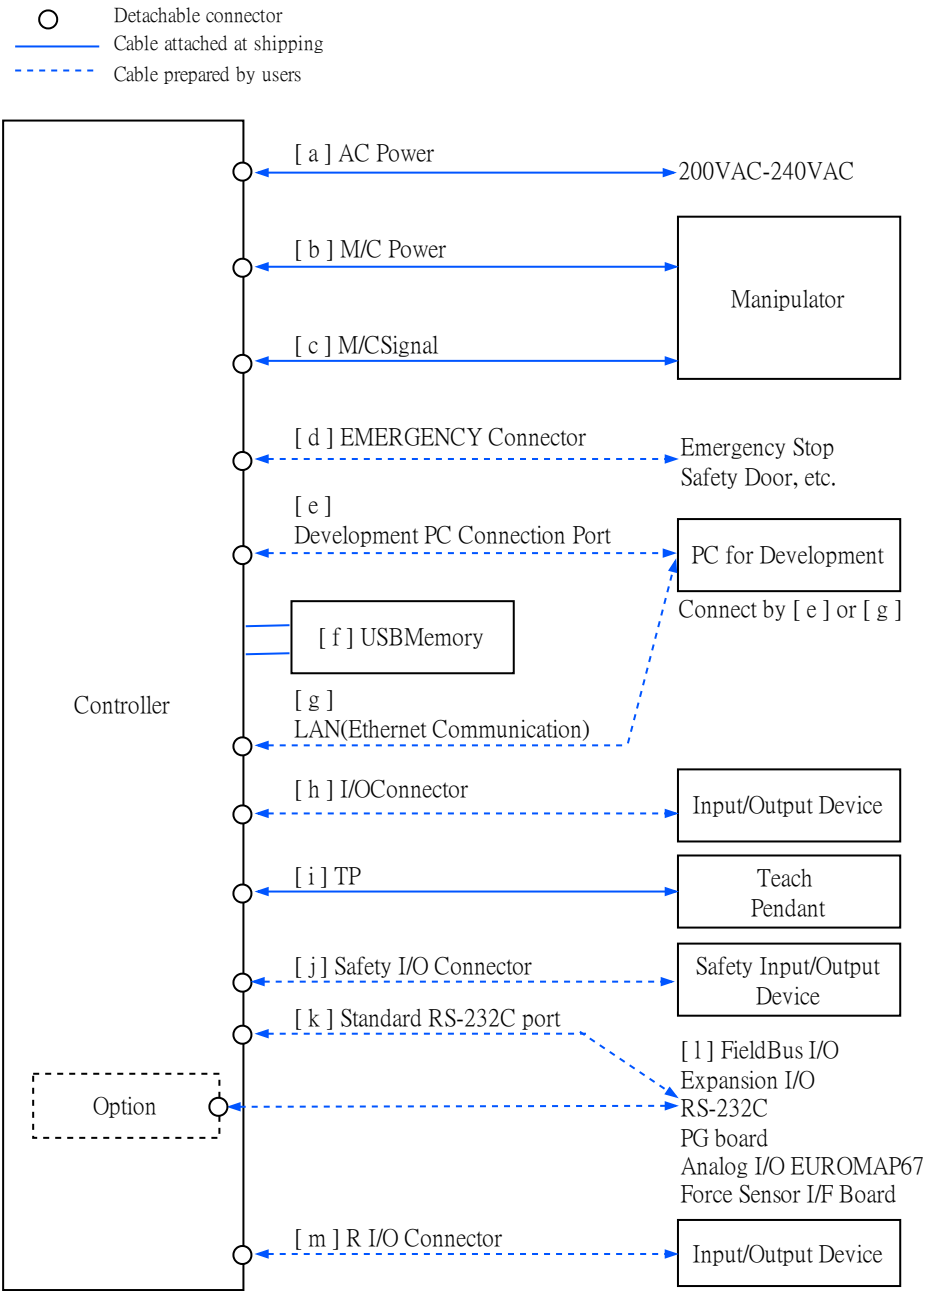 Detachable connector
Cable attached at shipping
Cable prepared by users
[ a ] AC Power
200VAC-240VAC
[ b ] M/C Power
Manipulator
[ c ] M/CSignal
[ d ] EMERGENCY Connector
Emergency Stop
Safety Door, etc.
[ e ]
Development PC Connection Port
PC for Development
Connect by [ e ] or [ g ]
[ f ] USBMemory
Controller
[ g ]
LAN(Ethernet Communication)
[ h ] I/OConnector
Input/Output Device
[ i ] TP
Teach
Pendant
[ j ] Safety I/O Connector
Safety Input/Output
Device
[ k ] Standard RS-232C port
[ l ] FieldBus I/O
Expansion I/O
RS-232C
PG board
Analog I/O EUROMAP67
Force Sensor I/F Board
Option
[ m ] R I/O Connector
Input/Output Device